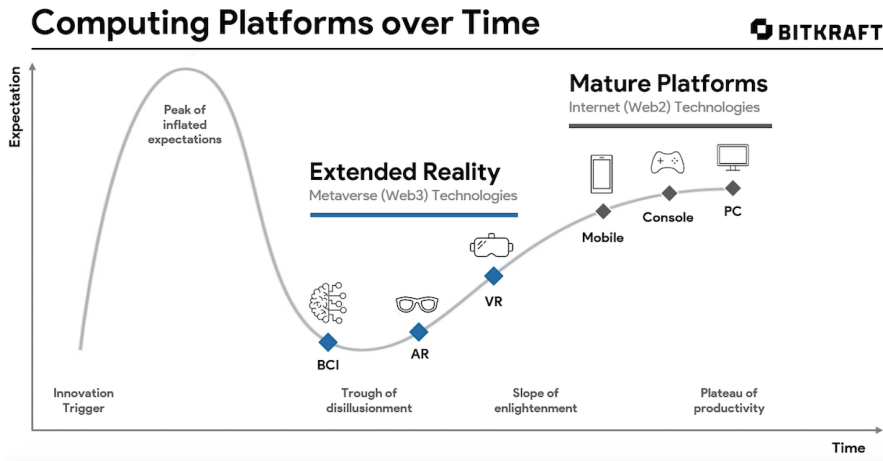 Computing Platforms over Time
BITKRAFT
Expectation
Peak of
inflated
expectations
Extended Reality
Metaverse (Web3) Technologies
Mature Platforms
Internet (Web2) Technologies
BCI
AR
VR
Mobile
Console
PC
Innovation
Trigger
Trough of
disillusionment
Slope of
enlightenment
Plateau of
productivity
Time